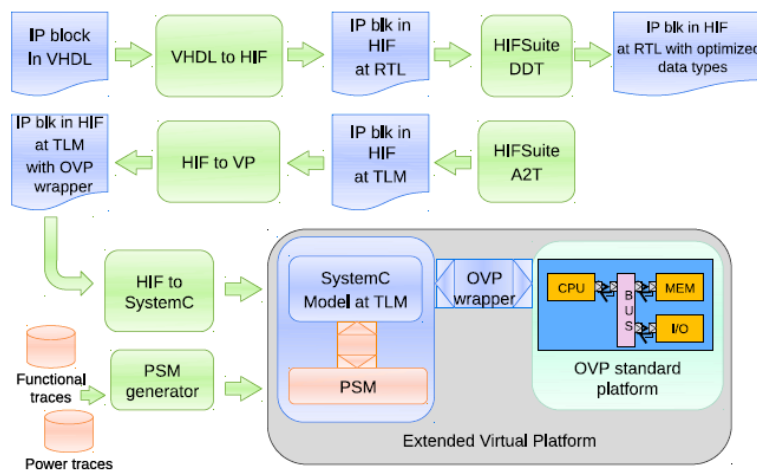 IP block
in VHDL
VHDL to HIF
IP blk in
HIF
at RTL
HIFSuite
DDT
IP blk in HIF
at RTL with optimized
data types
IP blk in HIF
at TLM
with OVP
wrapper
HIF to VP
IP blk in
HIF
at TLM
HIFSuite
A2T
HIF to
SystemC
SystemC
Model at TLM
OVP
wrapper
CPU
BUS
MEM
I/O
OVP standard
platform
Functional
traces
PSM
generator
PSM
Power traces
Extended Virtual Platform